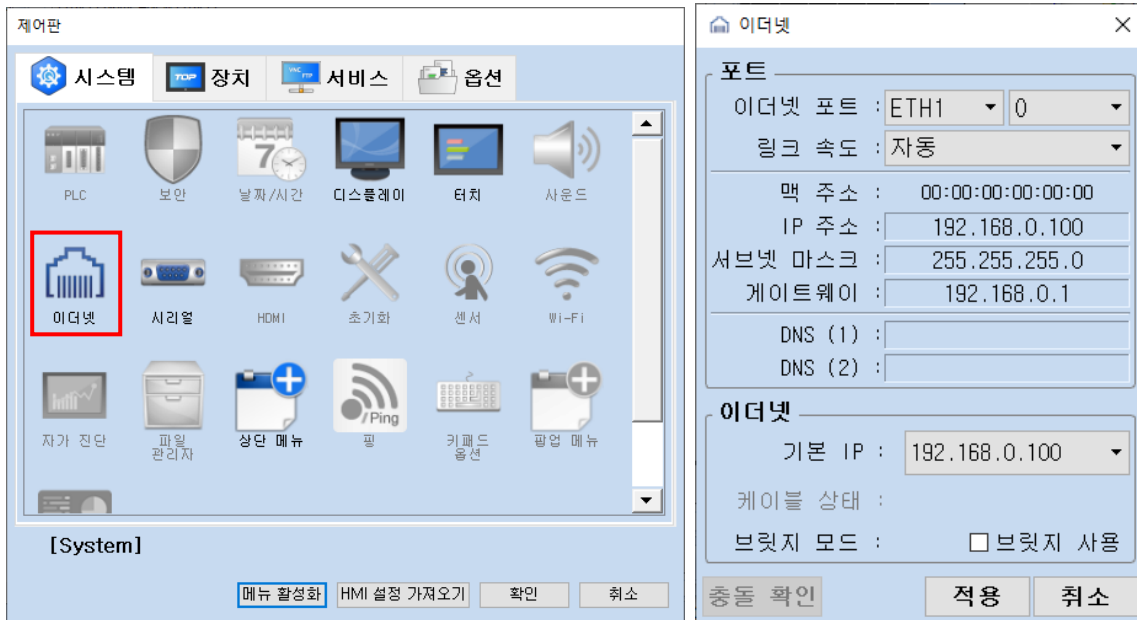 제어판
시스템
TOP
장치
VNC
FTP
서비스
옵션
PLC
보안
7
날짜/시간
디스플레이
터치
사운드
이더넷
시리얼
HDMI
초기화
센서
Wi-Fi
자가 진단
파일
관리자
상단 메뉴
/Ping
핑
키패드
옵션
팝업 메뉴
[System]
메뉴 활성화
HMI 설정 가져오기
확인
취소
이더넷
포트
이더넷 포트 : ETH1 0
링크 속도 : 자동
맥 주소 : 00:00:00:00:00:00
IP 주소 : 192.168.0.100
서브넷 마스크 : 255.255.255.0
게이트웨이 : 192.168.0.1
DNS (1) :
DNS (2) :
이더넷
기본 IP : 192.168.0.100
케이블 상태 :
브릿지 모드 : 브릿지 사용
충돌 확인
적용
취소